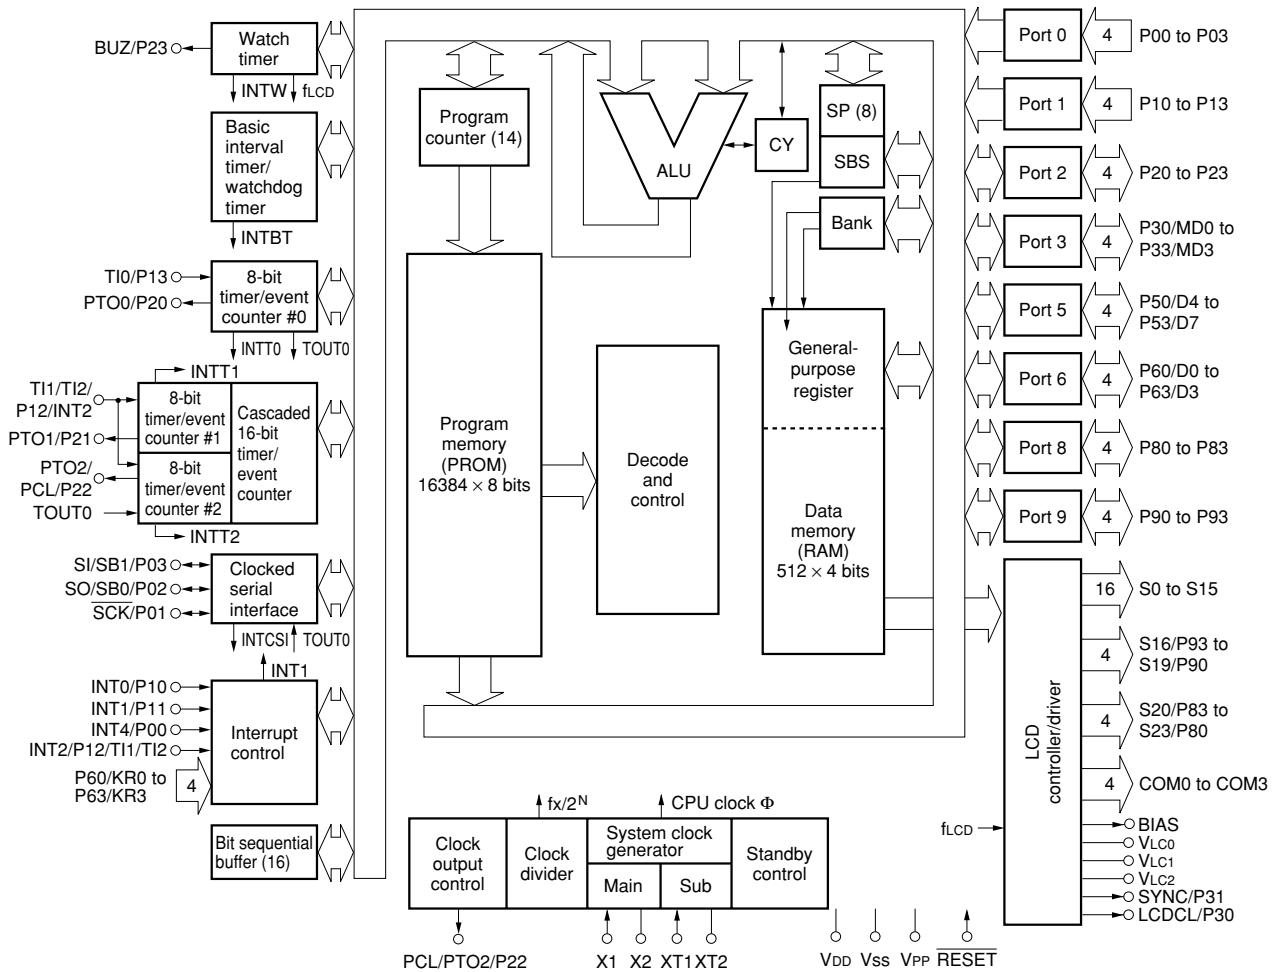 BUZ/P23
Watch
timer
INTW
fLCD
Basic
interval
timer/
watchdog
timer
INTBT
TI0/P13
PTO0/P20
8-bit
timer/event
counter #0
INTT0
TOUT0
INTT1
TI1/TI2/
P12/INT2
PTO1/P21
PTO2/
PCL/P22
TOUT0
8-bit
timer/event
counter #1
8-bit
timer/event
counter #2
Cascaded
16-bit
timer/
event
counter
INTT2
SI/SB1/P03
SO/SB0/P02
SCK/P01
Clocked
serial
interface
INTCSI
TOUT0
INT1
INT0/P10
INT1/P11
INT4/P00
INT2/P12/TI1/TI2
P60/KR0 to
P63/KR3
4
Interrupt
control
Bit sequential
buffer (16)
Program
counter (14)
ALU
CY
SP (8)
SBS
Bank
Program
memory
(PROM)
16384 × 8 bits
Decode
and
control
General-
purpose
register
Data
memory
(RAM)
512 × 4 bits
fx/2N
CPU clock Φ
Clock
output
control
Clock
divider
System clock
generator
Main
Sub
Standby
control
PCL/PTO2/P22
X1
X2
XT1
XT2
VDD
VSS
VPP
RESET
Port 0
4
P00 to P03
Port 1
4
P10 to P13
Port 2
4
P20 to P23
Port 3
4
P30/MD0 to
P33/MD3
Port 5
4
P50/D4 to
P53/D7
Port 6
4
P60/D0 to
P63/D3
Port 8
4
P80 to P83
Port 9
4
P90 to P93
LCD
controller/driver
16
S0 to S15
4
S16/P93 to
S19/P90
4
S20/P83 to
S23/P80
4
COM0 to COM3
fLCD
BIAS
VLC0
VLC1
VLC2
SYNC/P31
LCDCL/P30